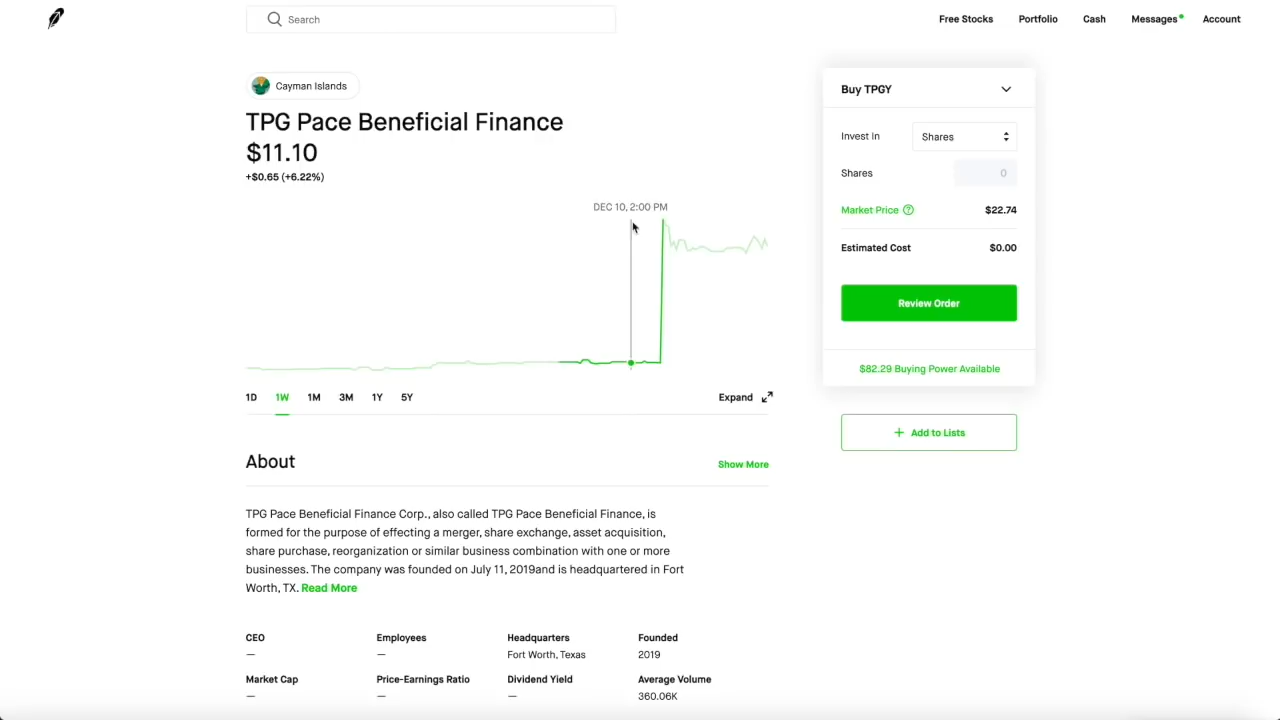 Search
Free Stocks Portfolio Cash Messages Account
Cayman Islands
TPG Pace Beneficial Finance
$11.10
+$0.65 (+6.22%)
DEC 10, 2:00 PM
1D 1W 1M 3M 1Y 5Y Expand
About
Show More
TPG Pace Beneficial Finance Corp., also called TPG Pace Beneficial Finance, is
formed for the purpose of effecting a merger, share exchange, asset acquisition,
share purchase, reorganization or similar business combination with one or more
businesses. The company was founded on July 11, 2019and is headquartered in Fort
Worth, TX. Read More
CEO Employees Headquarters Founded
— — Fort Worth, Texas 2019
Market Cap Price-Earnings Ratio Dividend Yield Average Volume
— — — 360.06K
Buy TPGY
Invest In Shares
Shares 0
Market Price ? $22.74
Estimated Cost $0.00
Review Order
$82.29 Buying Power Available
+ Add to Lists